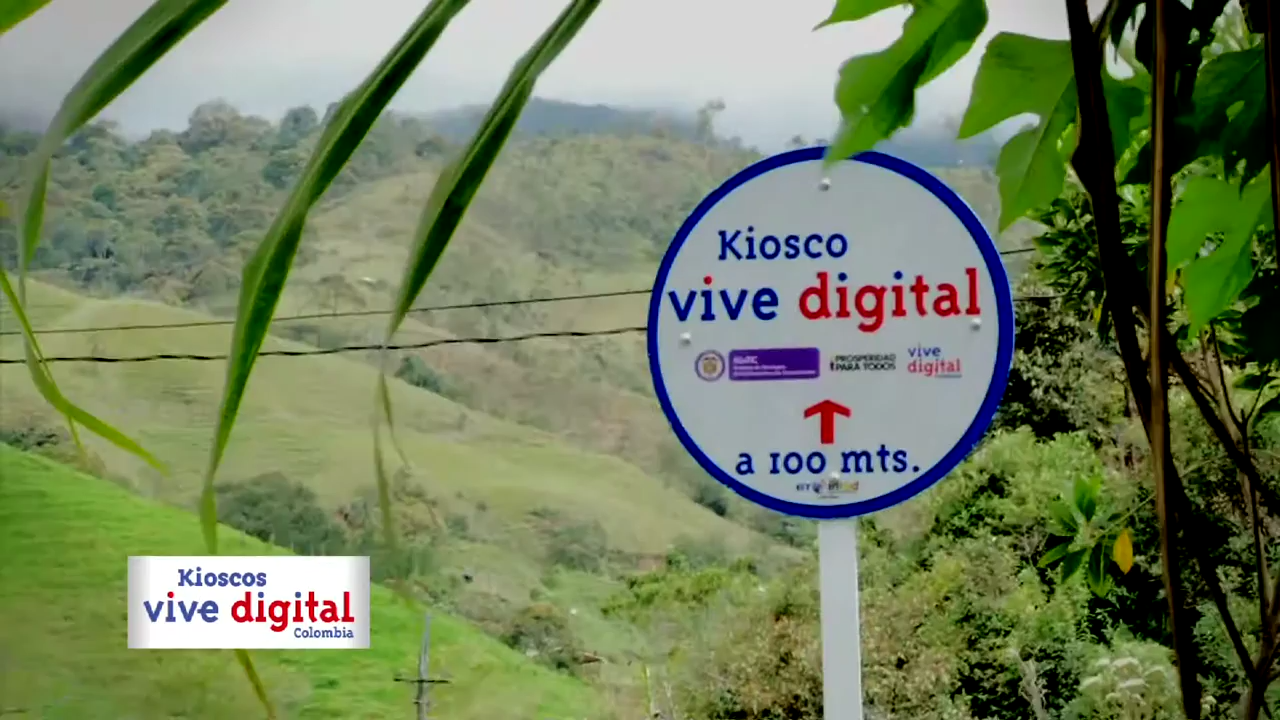 Kiosco
vive digital
PROSPERIDAD
PARA TODOS
vive
digital
a 100 mts.
Kioscos
vive digital
Colombia